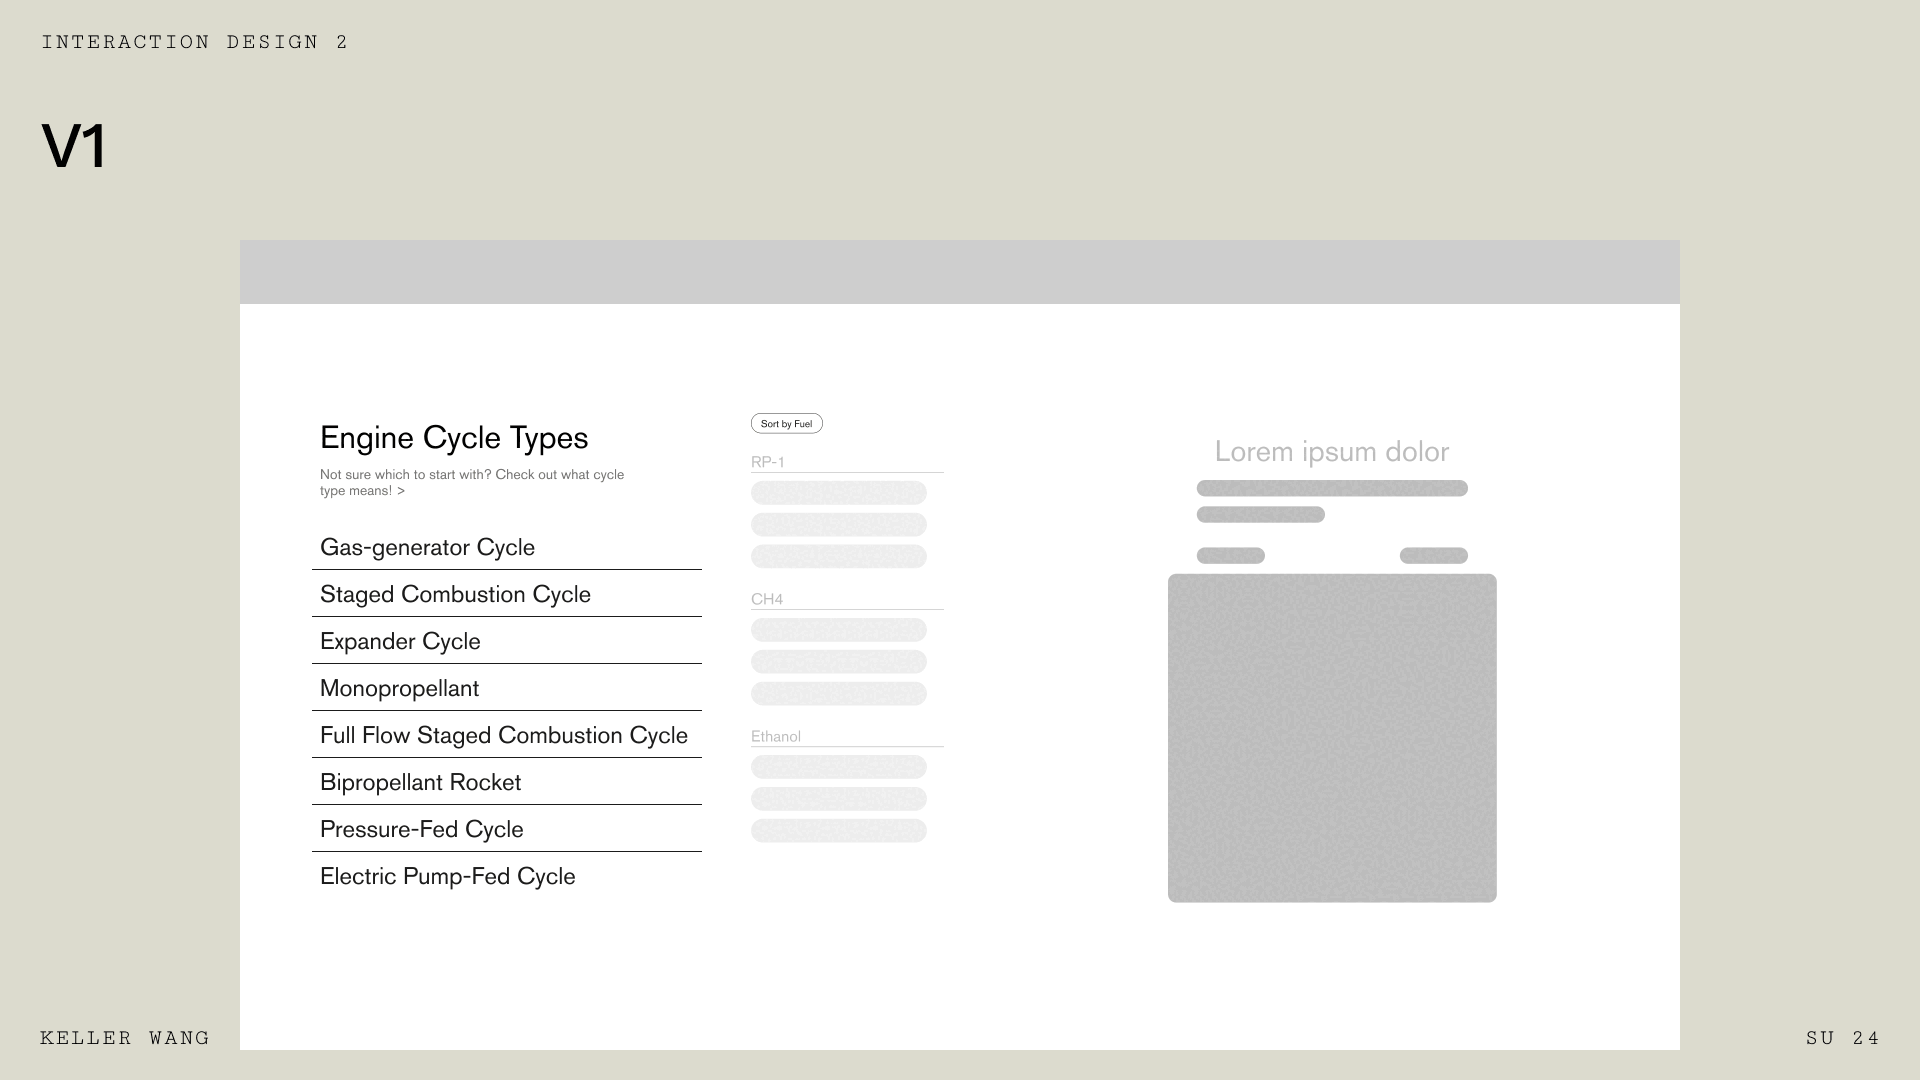 INTERACTION DESIGN 2
V1
Engine Cycle Types
Not sure which to start with? Check out what cycle
type means! >
Gas-generator Cycle
Staged Combustion Cycle
Expander Cycle
Monopropellant
Full Flow Staged Combustion Cycle
Bipropellant Rocket
Pressure-Fed Cycle
Electric Pump-Fed Cycle
Sort by Fuel
RP-1
CH4
Ethanol
Lorem ipsum dolor
KELLER WANG
SU 24